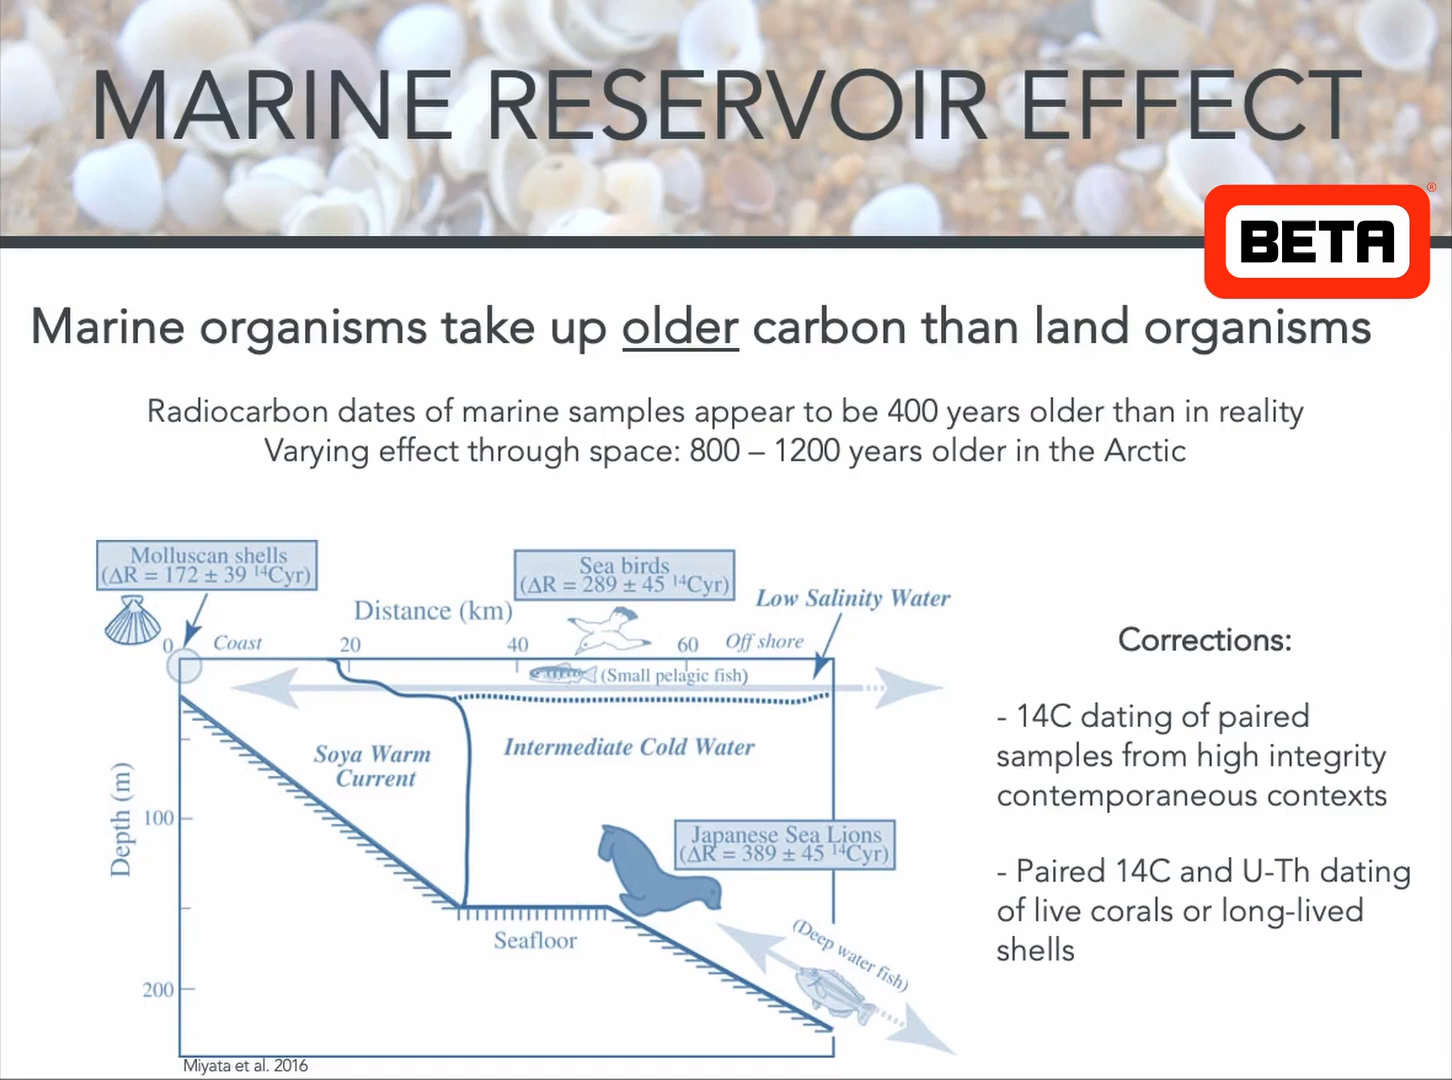 MARINE RESERVOIR EFFECT
BETA
®
Marine organisms take up older carbon than land organisms
Radiocarbon dates of marine samples appear to be 400 years older than in reality
Varying effect through space: 800 – 1200 years older in the Arctic
Molluscan shells
(ΔR = 172 ± 39 ¹⁴Cyr)
Sea birds
(ΔR = 289 ± 45 ¹⁴Cyr)
Low Salinity Water
Distance (km)
0
Coast
20
40
60
Off shore
(Small pelagic fish)
Soya Warm
Current
Intermediate Cold Water
Depth (m)
100
Japanese Sea Lions
(ΔR = 389 ± 45 ¹⁴Cyr)
Seafloor
(Deep water fish)
200
Miyata et al. 2016
Corrections:
- 14C dating of paired
samples from high integrity
contemporaneous contexts
- Paired 14C and U-Th dating
of live corals or long-lived
shells